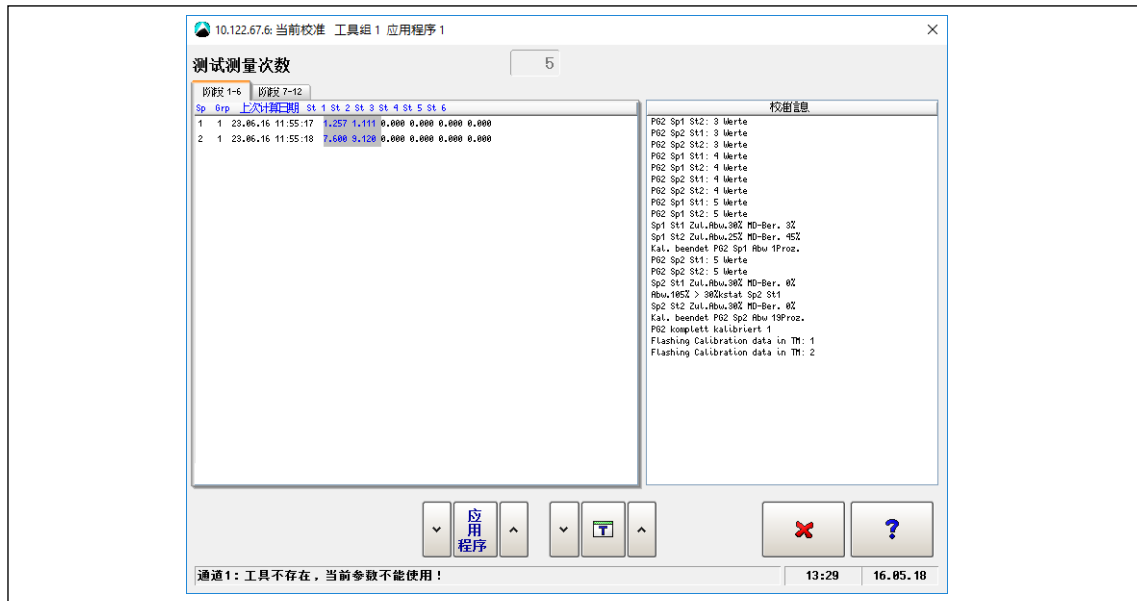 10.122.67.6: 当前校准 工具组 1 应用程序 1
测试测量次数 5
阶段 1-6 阶段 7-12
Sp Grp 上次计算日期 St 1 St 2 St 3 St 4 St 5 St 6
1 1 23.06.16 11:55:17 1.257 1.111 0.000 0.000 0.000 0.000
2 1 23.06.16 11:55:18 7.600 9.120 0.000 0.000 0.000 0.000
校准信息
PG2 Sp1 St2: 3 Werte
PG2 Sp2 St1: 3 Werte
PG2 Sp2 St2: 3 Werte
PG2 Sp1 St1: 4 Werte
PG2 Sp1 St2: 4 Werte
PG2 Sp2 St1: 4 Werte
PG2 Sp2 St2: 4 Werte
PG2 Sp1 St1: 5 Werte
PG2 Sp1 St2: 5 Werte
Sp1 St1 Zul.Abw.30% MD-Ber. 3%
Sp1 St2 Zul.Abw.25% MD-Ber. 45%
Kal. beendet PG2 Sp1 Abw 1Proz.
PG2 Sp2 St1: 5 Werte
PG2 Sp2 St2: 5 Werte
Sp2 St1 Zul.Abw.30% MD-Ber. 0%
Abw.105% > 30%kstat Sp2 St1
Sp2 St2 Zul.Abw.30% MD-Ber. 0%
Kal. beendet PG2 Sp2 Abw 19Proz.
PG2 komplett kalibriert 1
Flashing Calibration data in TM: 1
Flashing Calibration data in TM: 2
应用程序
T
?
通道1: 工具不存在, 当前参数不能使用! 13:29 16.05.18